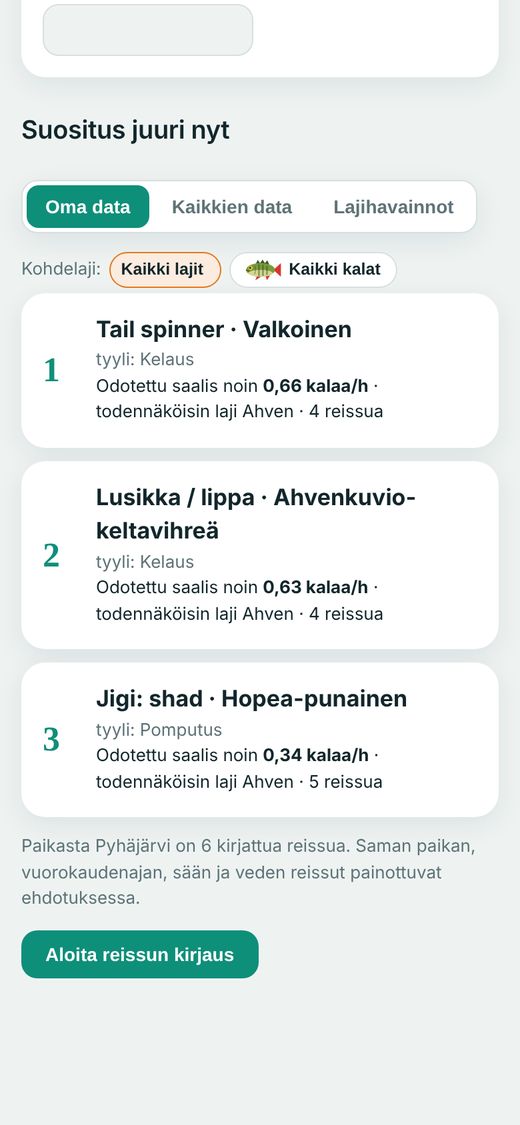 Suositus juuri nyt
Oma data Kaikkien data Lajihavainnot
Kohdelaji: Kaikki lajit Kaikki kalat
1
Tail spinner · Valkoinen
tyyli: Kelaus
Odotettu saalis noin 0,66 kalaa/h ·
todennäköisin laji Ahven · 4 reissua
2
Lusikka / lippa · Ahvenkuvio-
keltavihreä
tyyli: Kelaus
Odotettu saalis noin 0,63 kalaa/h ·
todennäköisin laji Ahven · 4 reissua
3
Jigi: shad · Hopea-punainen
tyyli: Pomputus
Odotettu saalis noin 0,34 kalaa/h ·
todennäköisin laji Ahven · 5 reissua
Paikasta Pyhäjärvi on 6 kirjattua reissua. Saman paikan,
vuorokaudenajan, sään ja veden reissut painottuvat
ehdotuksessa.
Aloita reissun kirjaus